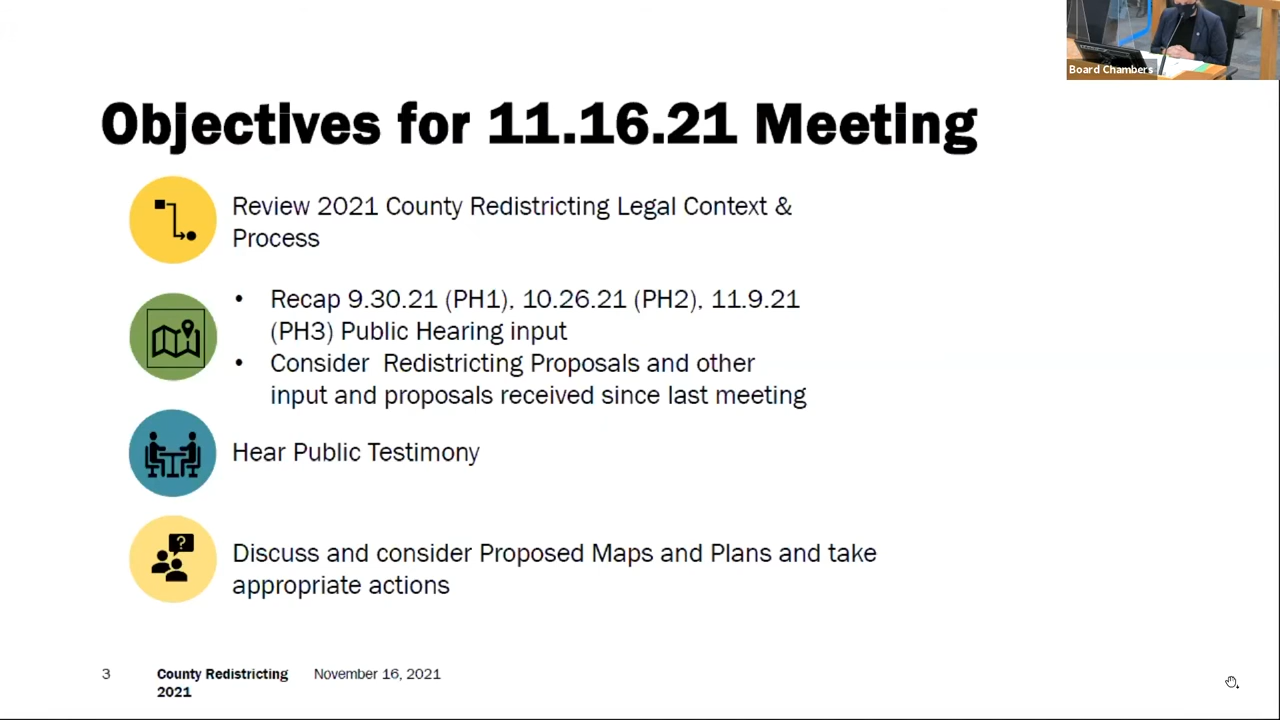 Board Chambers
Objectives for 11.16.21 Meeting
Review 2021 County Redistricting Legal Context &
Process
• Recap 9.30.21 (PH1), 10.26.21 (PH2), 11.9.21
(PH3) Public Hearing input
• Consider  Redistricting Proposals and other
input and proposals received since last meeting
Hear Public Testimony
?
Discuss and consider Proposed Maps and Plans and take
appropriate actions
3 County Redistricting November 16, 2021
2021